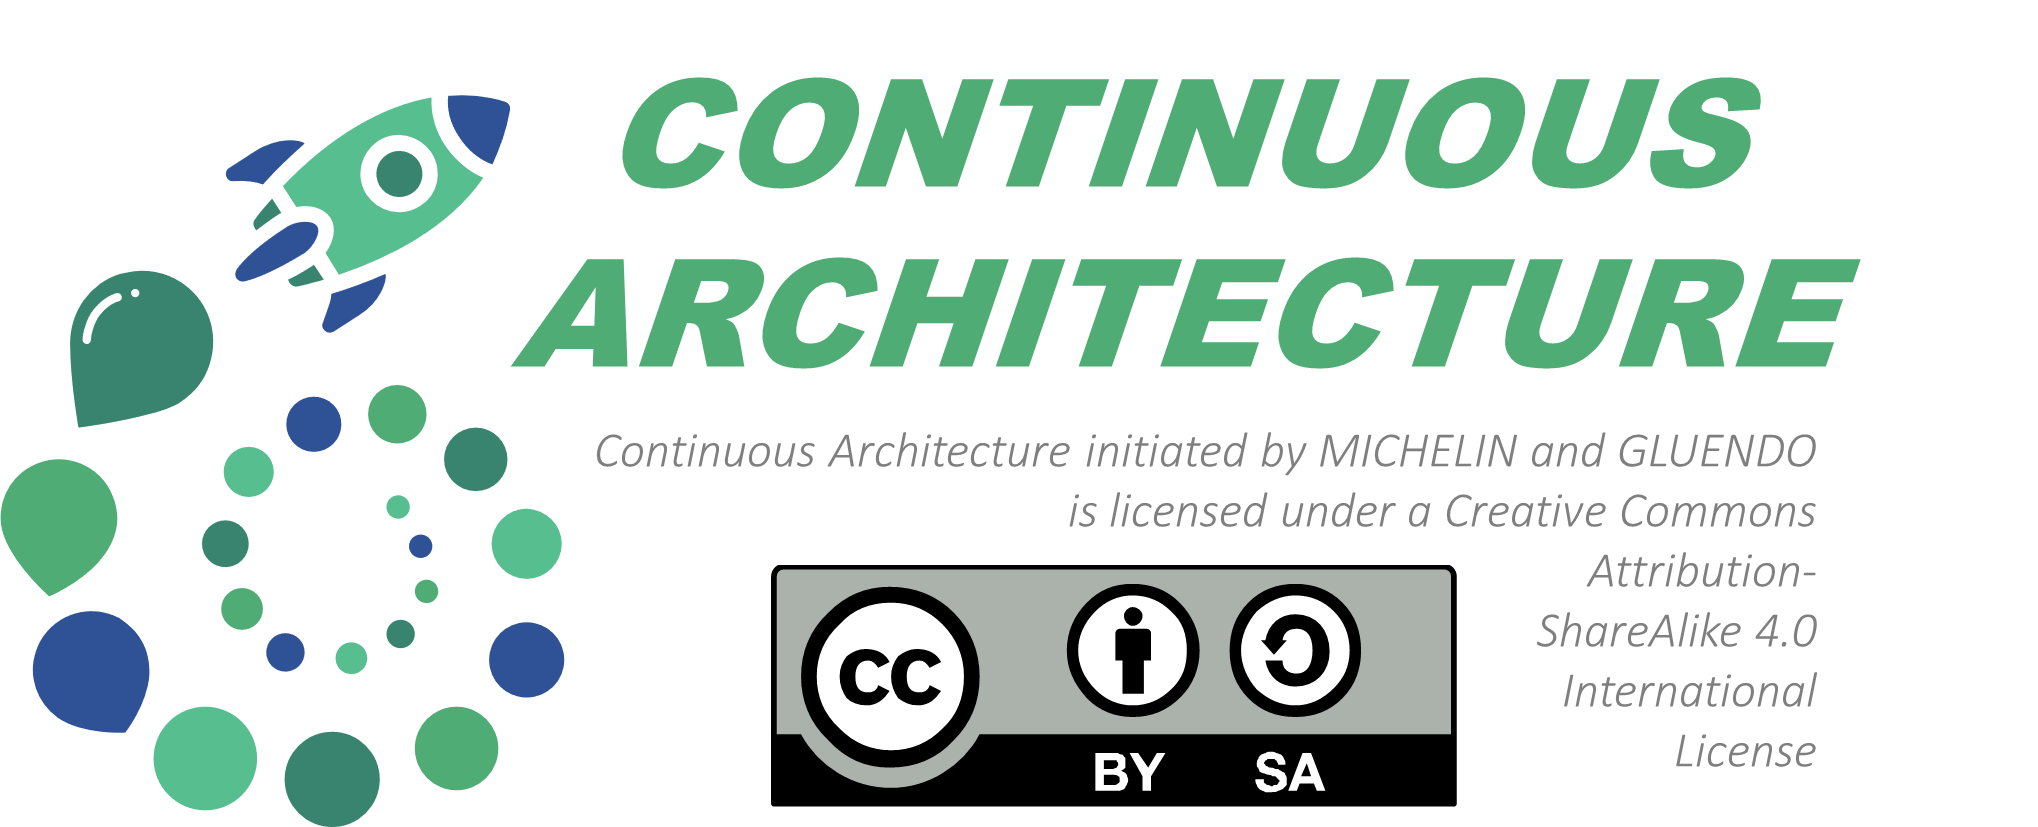 CONTINUOUS
ARCHITECTURE
Continuous Architecture initiated by MICHELIN and GLUENDO
is licensed under a Creative Commons
Attribution-
ShareAlike 4.0
International
License
cc
BY SA